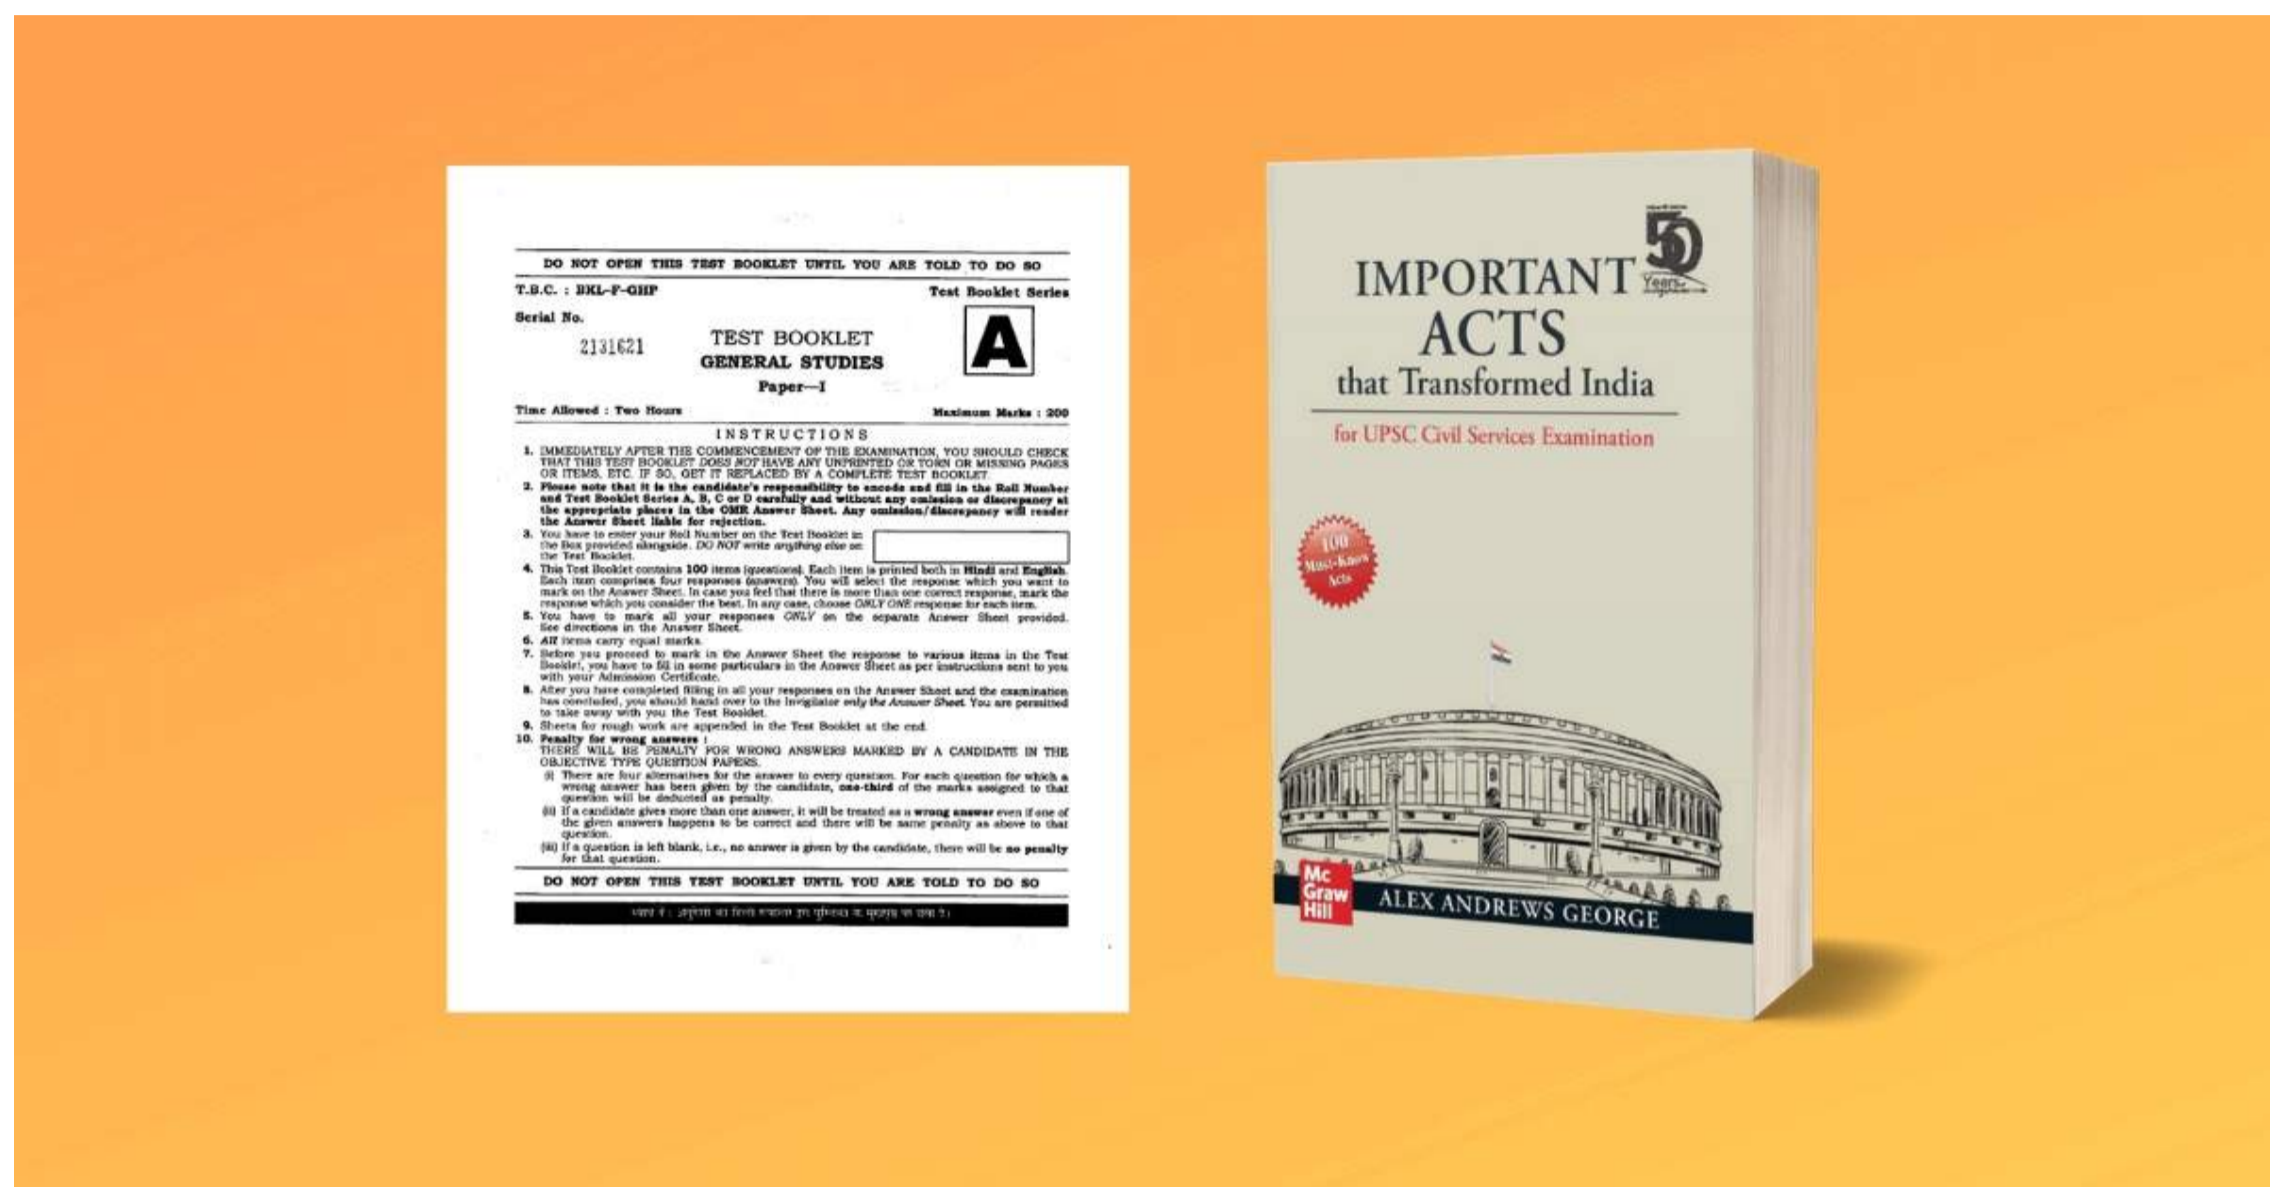 DO NOT OPEN THIS TEST BOOKLET UNTIL YOU ARE TOLD TO DO SO
T.B.C. : BKL-F-GHP
Test Booklet Series
Serial No.
2131621
A
TEST BOOKLET
GENERAL STUDIES
Paper—I
Time Allowed : Two Hours
Maximum Marks : 200
INSTRUCTIONS
1. IMMEDIATELY AFTER THE COMMENCEMENT OF THE EXAMINATION, YOU SHOULD CHECK
THAT THIS TEST BOOKLET DOES NOT HAVE ANY UNPRINTED OR TORN OR MISSING PAGES
OR ITEMS, ETC. IF SO, GET IT REPLACED BY A COMPLETE TEST BOOKLET.
2. Please note that it is the candidate's responsibility to encode and fill in the Roll Number
and Test Booklet Series A, B, C or D carefully and without any omission or discrepancy at
the appropriate places in the OMR Answer Sheet. Any omission/discrepancy will render
the Answer Sheet liable for rejection.
3. You have to enter your Roll Number on the Test Booklet in
the Box provided alongside. DO NOT write anything else on
the Test Booklet.
4. This Test Booklet contains 100 items (questions). Each item is printed both in Hindi and English.
Each item comprises four responses (answers). You will select the response which you want to
mark on the Answer Sheet. In case you feel that there is more than one correct response, mark the
response which you consider the best. In any case, choose ONLY ONE response for each item.
5. You have to mark all your responses ONLY on the separate Answer Sheet provided.
See directions in the Answer Sheet.
6. All items carry equal marks.
7. Before you proceed to mark in the Answer Sheet the response to various items in the Test
Booklet, you have to fill in some particulars in the Answer Sheet as per instructions sent to you
with your Admission Certificate.
8. After you have completed filling in all your responses on the Answer Sheet and the examination
has concluded, you should hand over to the Invigilator only the Answer Sheet. You are permitted
to take away with you the Test Booklet.
9. Sheets for rough work are appended in the Test Booklet at the end.
10. Penalty for wrong answers :
THERE WILL BE PENALTY FOR WRONG ANSWERS MARKED BY A CANDIDATE IN THE
OBJECTIVE TYPE QUESTION PAPERS.
(i) There are four alternatives for the answer to every question. For each question for which a
wrong answer has been given by the candidate, one-third of the marks assigned to that
question will be deducted as penalty.
(ii) If a candidate gives more than one answer, it will be treated as a wrong answer even if one of
the given answers happens to be correct and there will be same penalty as above to that
question.
(iii) If a question is left blank, i.e., no answer is given by the candidate, there will be no penalty
for that question.
DO NOT OPEN THIS TEST BOOKLET UNTIL YOU ARE TOLD TO DO SO
50
Years
IMPORTANT
ACTS
that Transformed India
for UPSC Civil Services Examination
100
Must-Know
Acts
Mc
Graw
Hill
ALEX ANDREWS GEORGE